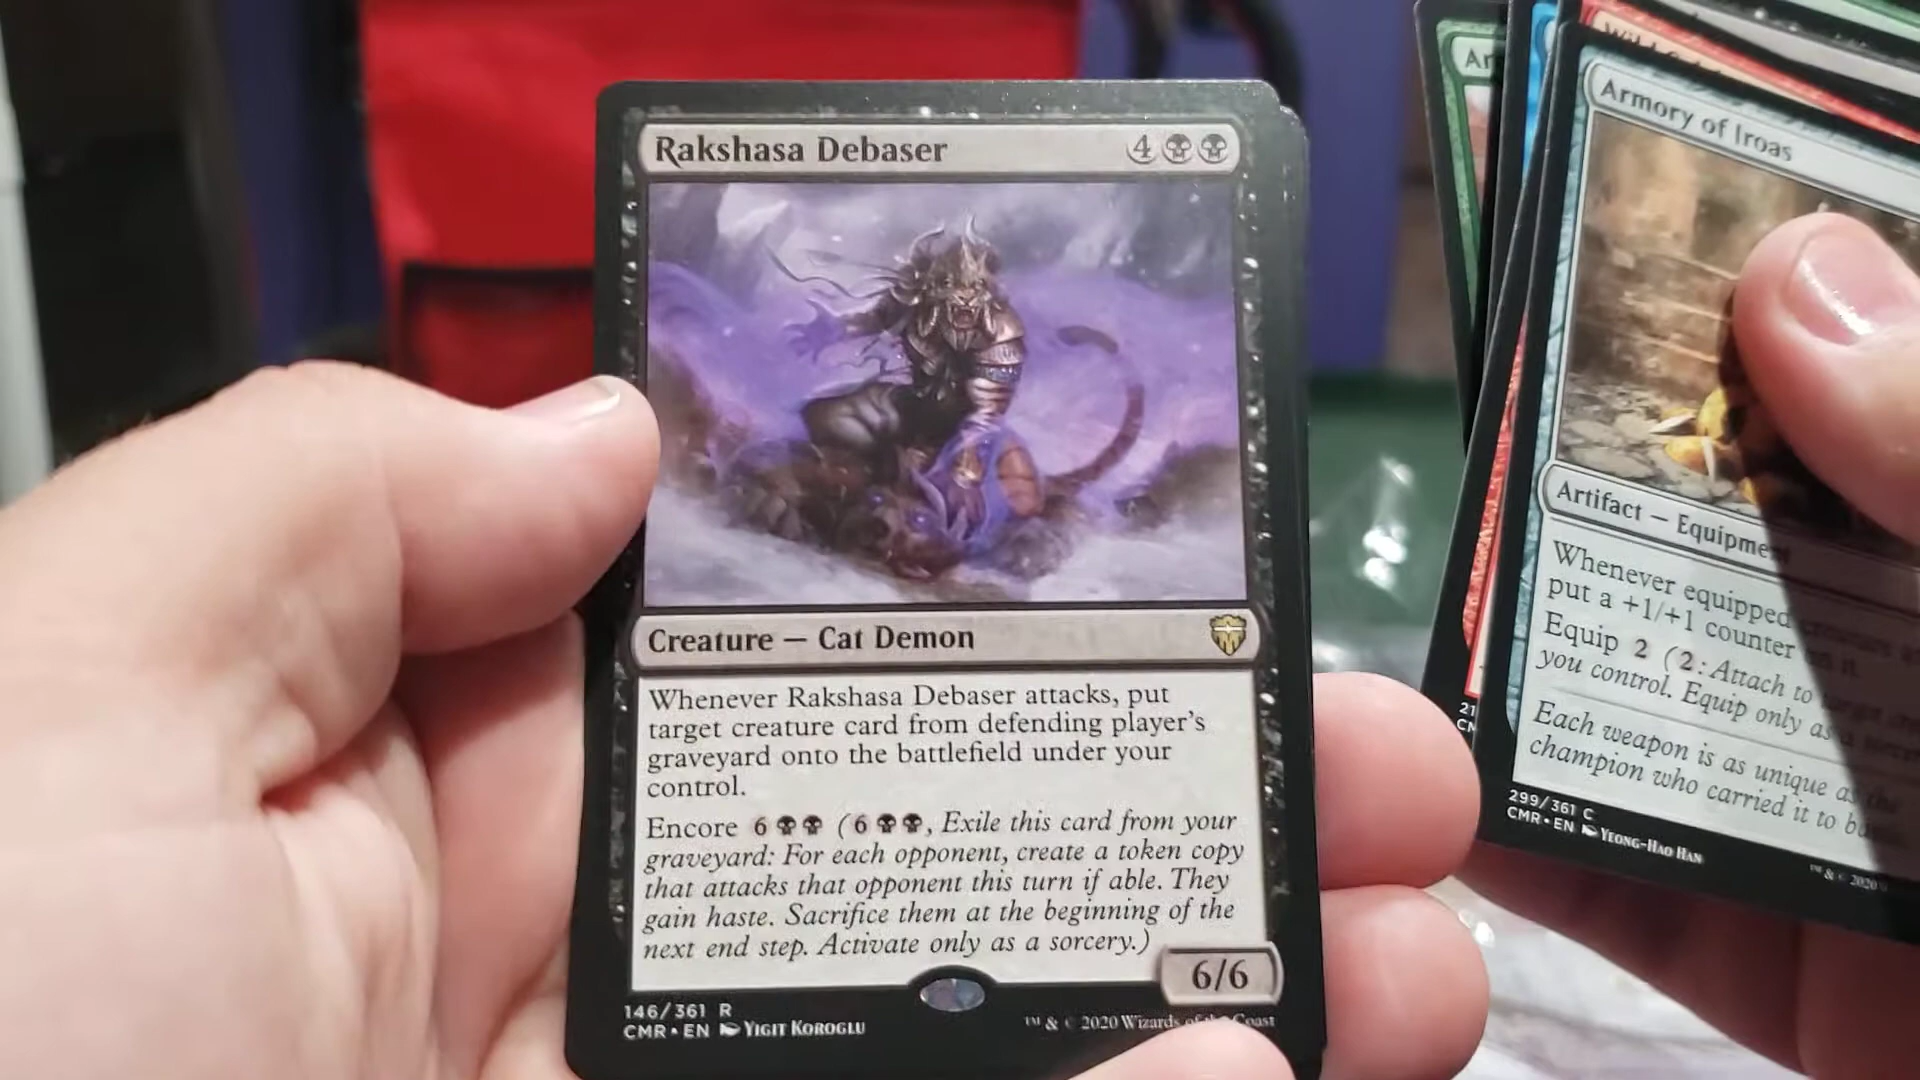 Rakshasa Debaser 4
Creature — Cat Demon
Whenever Rakshasa Debaser attacks, put
target creature card from defending player's
graveyard onto the battlefield under your
control.
Encore 6 (6, Exile this card from your
graveyard: For each opponent, create a token copy
that attacks that opponent this turn if able. They
gain haste. Sacrifice them at the beginning of the
next end step. Activate only as a sorcery.)
6/6
146/361 R
CMR • EN YIGIT KOROGLU
™ & © 2020 Wizards of the Coast
Armory of Iroas
Artifact — Equipment
Whenever equipped creature
put a +1/+1 counter on it.
Equip 2 (2: Attach to target
you control. Equip only as a
Each weapon is as unique as the
champion who carried it to
299/361 C
CMR • EN YEONG-HAO HAN
™ & © 2020